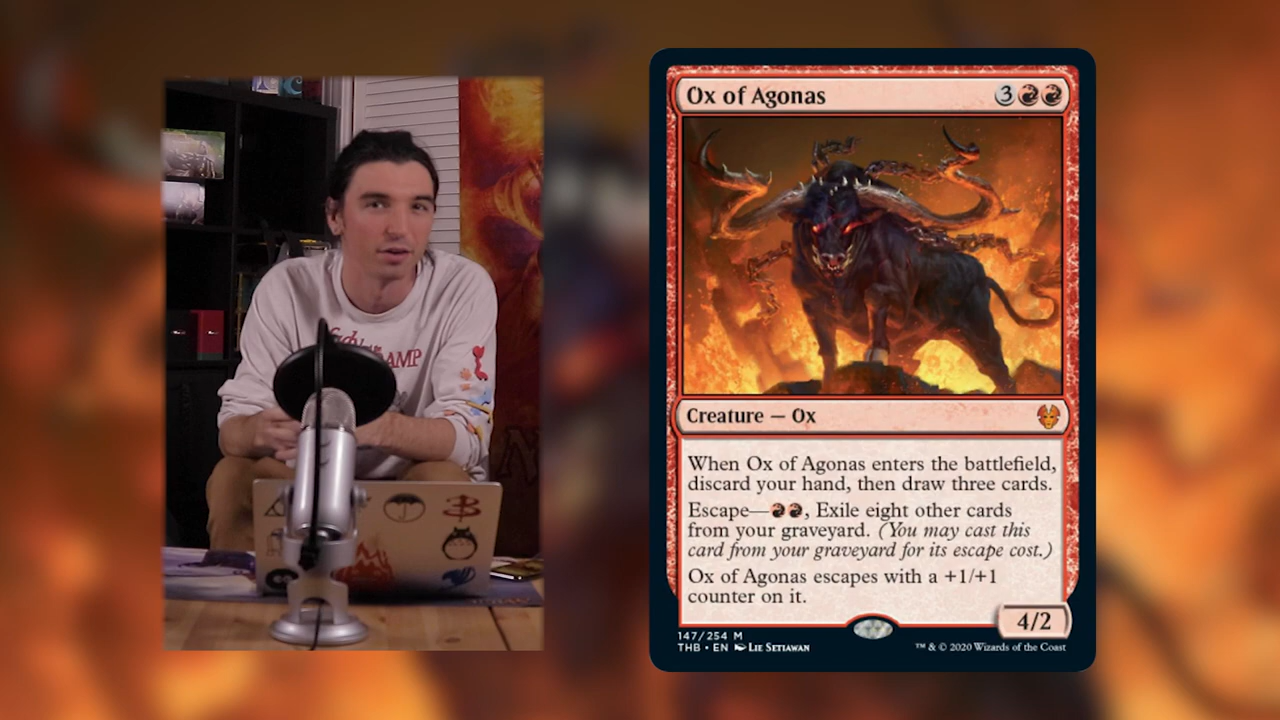 Lady
AMP
Ox of Agonas 3
Creature — Ox
When Ox of Agonas enters the battlefield,
discard your hand, then draw three cards.
Escape—, Exile eight other cards
from your graveyard. (You may cast this
card from your graveyard for its escape cost.)
Ox of Agonas escapes with a +1/+1
counter on it.
4/2
147/254 M
THB • EN Lie Setiawan
™ & © 2020 Wizards of the Coast